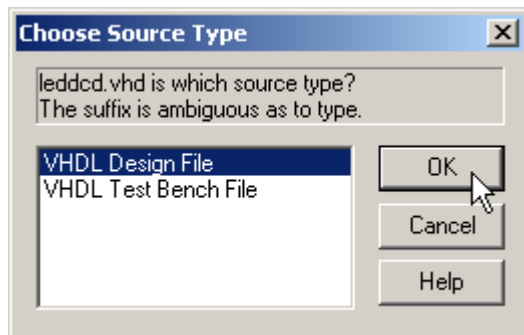 Choose Source Type
leddcd.vhd is which source type?
The suffix is ambiguous as to type.
VHDL Design File
VHDL Test Bench File
OK
Cancel
Help